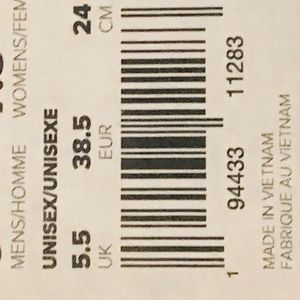 MENS/HOMME WOMENS/FEM
UNISEX/UNISEXE
5.5 38.5 24
UK EUR CM
1 94433 11283
MADE IN VIETNAM
FABRIQUE AU VIETNAM